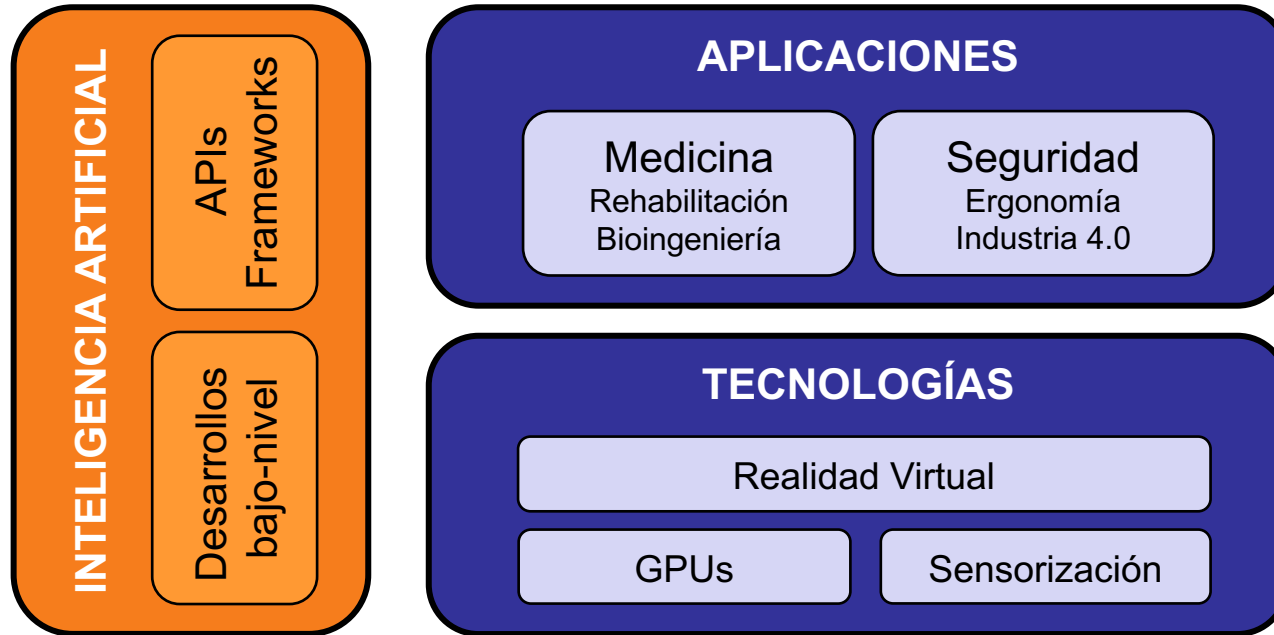 INTELIGENCIA ARTIFICIAL
APIs
Frameworks
Desarrollos
bajo-nivel
APLICACIONES
Medicina
Rehabilitación
Bioingeniería
Seguridad
Ergonomía
Industria 4.0
TECNOLOGÍAS
Realidad Virtual
GPUs
Sensorización